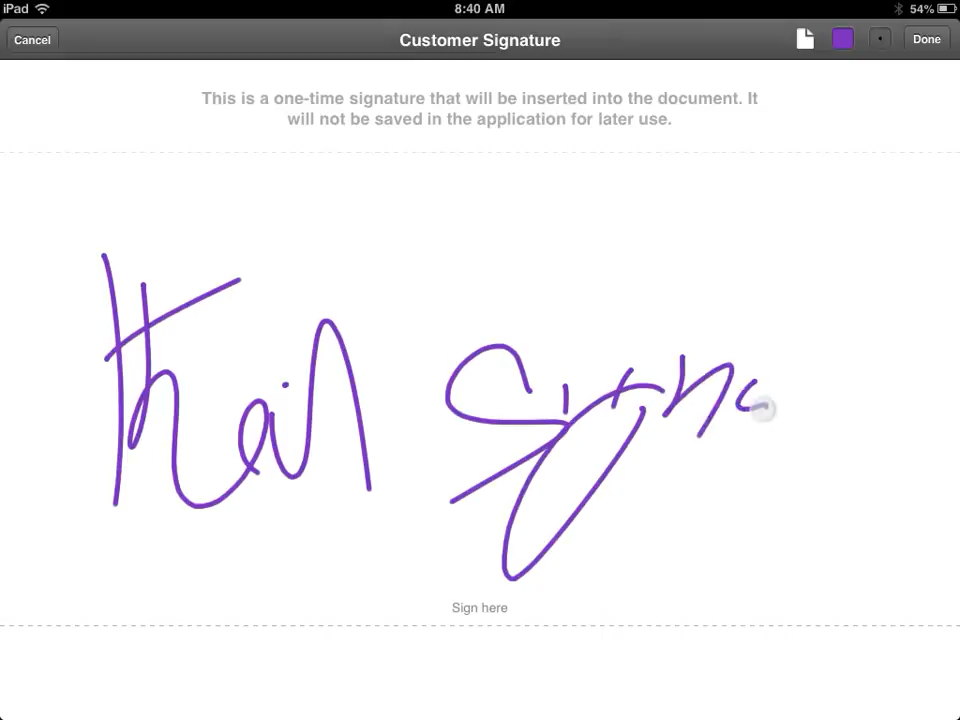 iPad 8:40 AM 54%
Cancel Customer Signature Done
This is a one-time signature that will be inserted into the document. It
will not be saved in the application for later use.
Sign here